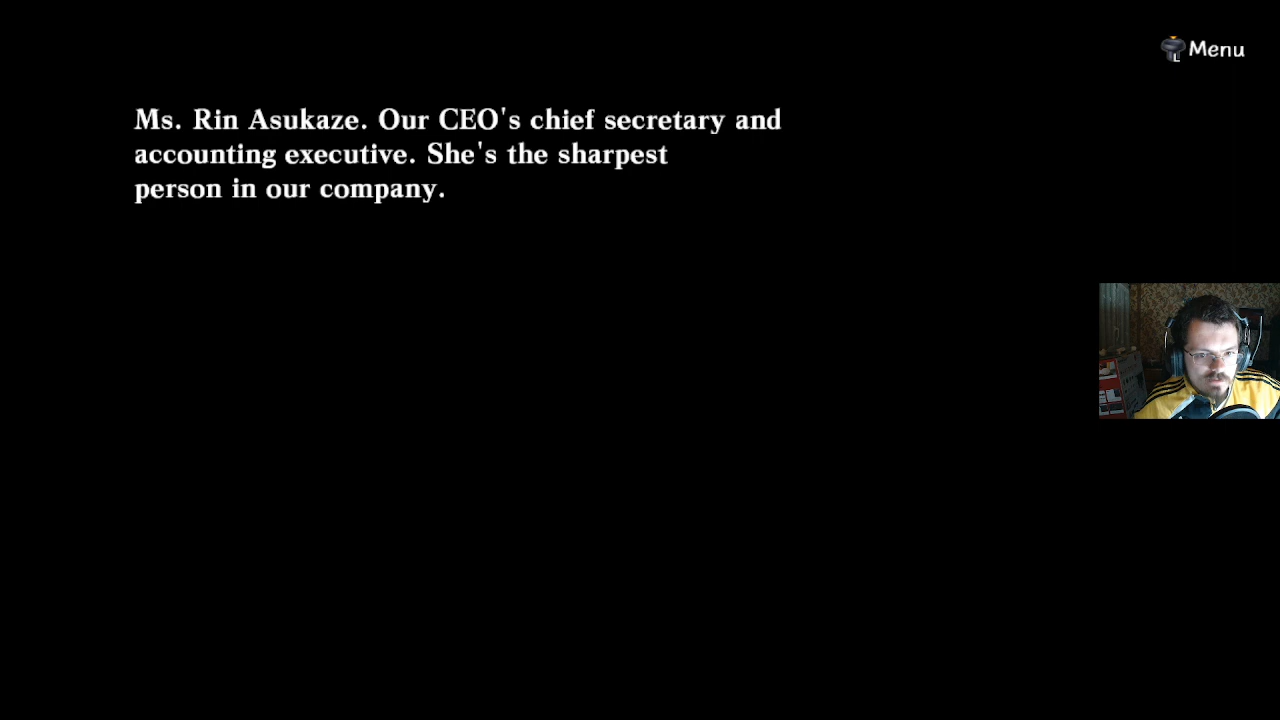 Menu
Ms. Rin Asukaze. Our CEO's chief secretary and
accounting executive. She's the sharpest
person in our company.